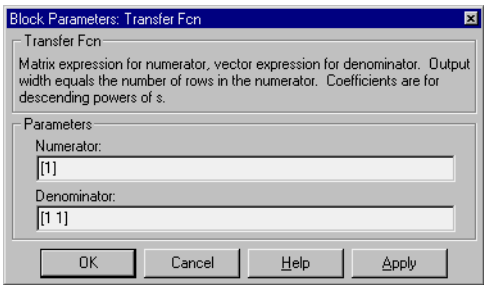 Block Parameters: Transfer Fcn
Transfer Fcn
Matrix expression for numerator, vector expression for denominator.  Output
width equals the number of rows in the numerator.  Coefficients are for
descending powers of s.
Parameters
Numerator:
[1]
Denominator:
[1 1]
OK Cancel Help Apply